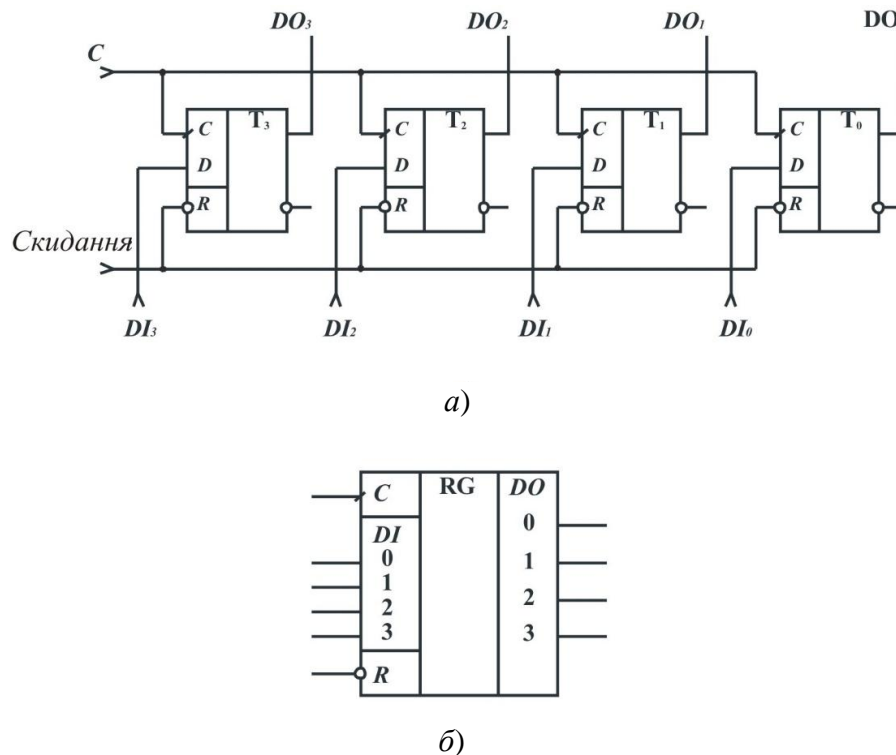 DO₃ DO₂ DO₁ DO
C
T₃ T₂ T₁ T₀
C C C C
D D D D
R R R R
Скидання
DI₃ DI₂ DI₁ DI₀
а)
C RG DO
0
DI
0 1
1
2 2
3 3
R
б)